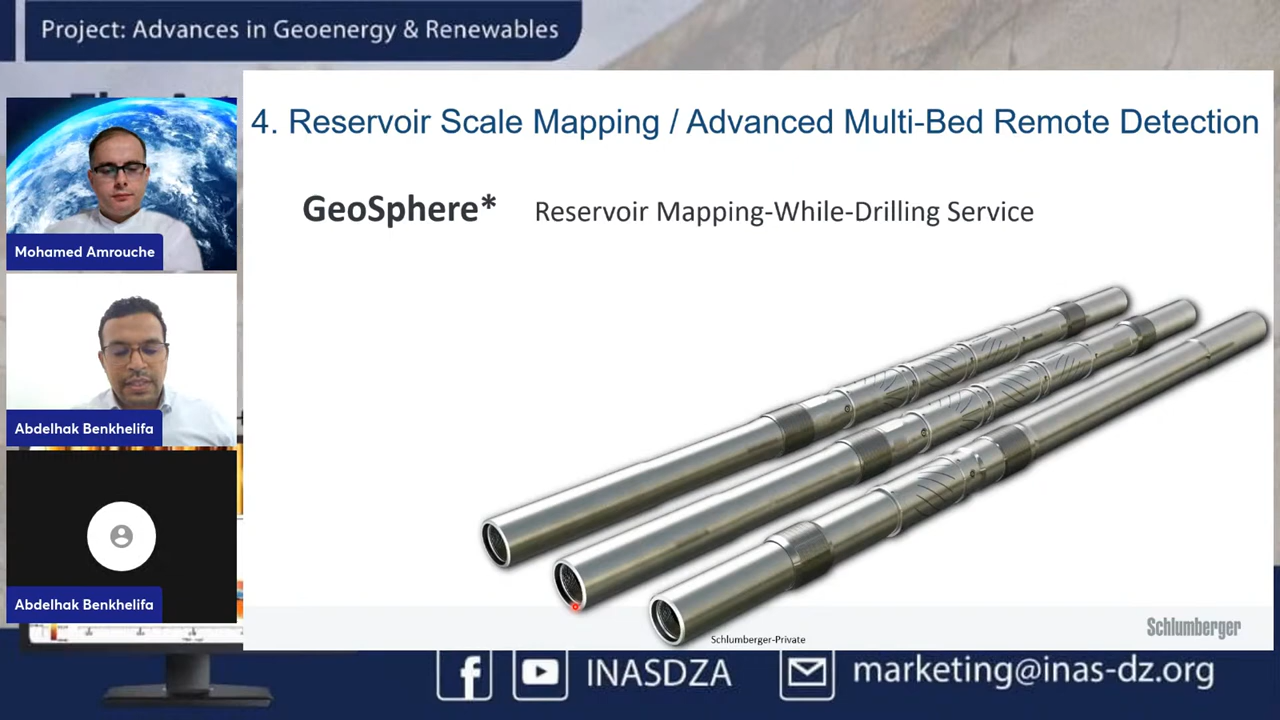 Project: Advances in Geoenergy & Renewables
4. Reservoir Scale Mapping / Advanced Multi-Bed Remote Detection
GeoSphere* Reservoir Mapping-While-Drilling Service
Mohamed Amrouche
Abdelhak Benkhelifa
Abdelhak Benkhelifa
Schlumberger-Private
Schlumberger
INASDZA
marketing@inas-dz.org